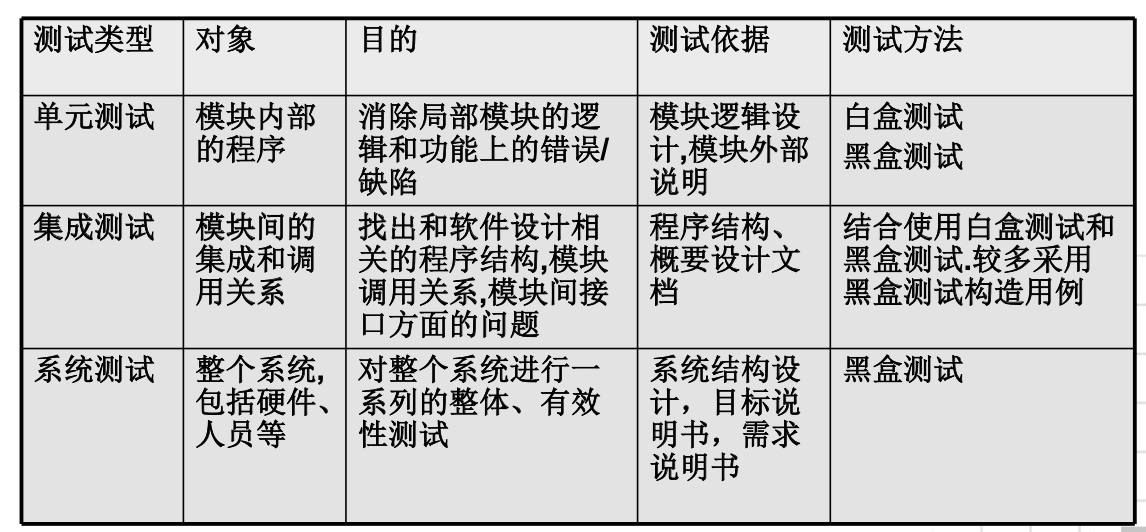 测试类型 对象 目的 测试依据 测试方法
单元测试
模块内部
的程序
消除局部模块的逻
辑和功能上的错误/
缺陷
模块逻辑设
计,模块外部
说明
白盒测试
黑盒测试
集成测试
模块间的
集成和调
用关系
找出和软件设计相
关的程序结构,模块
调用关系,模块间接
口方面的问题
程序结构、
概要设计文
档
结合使用白盒测试和
黑盒测试.较多采用
黑盒测试构造用例
系统测试
整个系统,
包括硬件、
人员等
对整个系统进行一
系列的整体、有效
性测试
系统结构设
计，目标说
明书，需求
说明书
黑盒测试